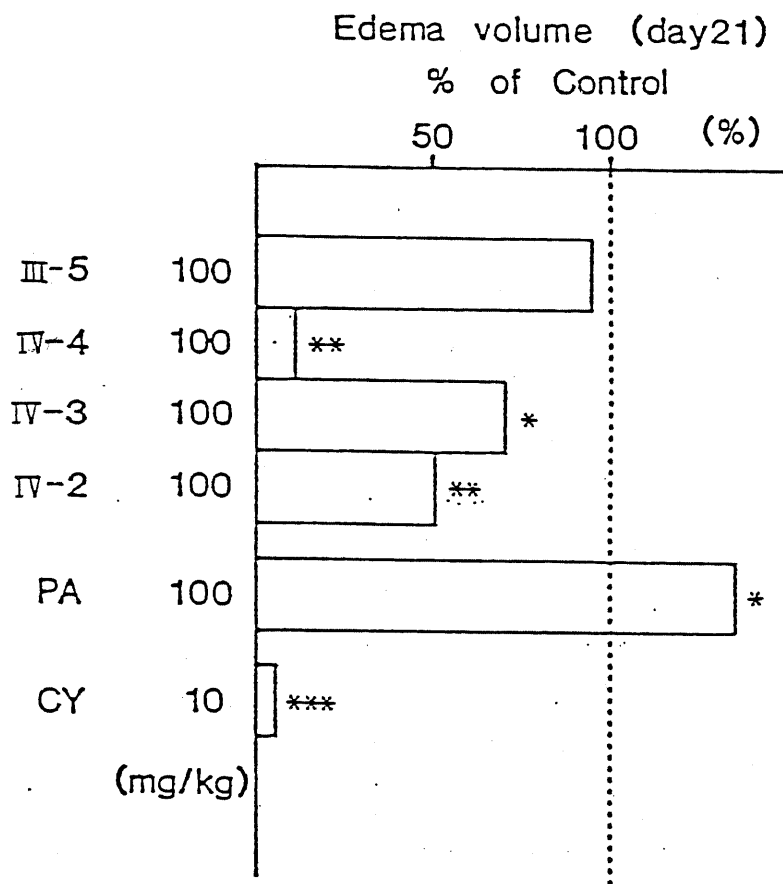 Edema volume (day21)
% of Control
50 100 (%)
III-5 100
IV-4 100 **
IV-3 100 *
IV-2 100 **
PA 100 *
CY 10 ***
(mg/kg)